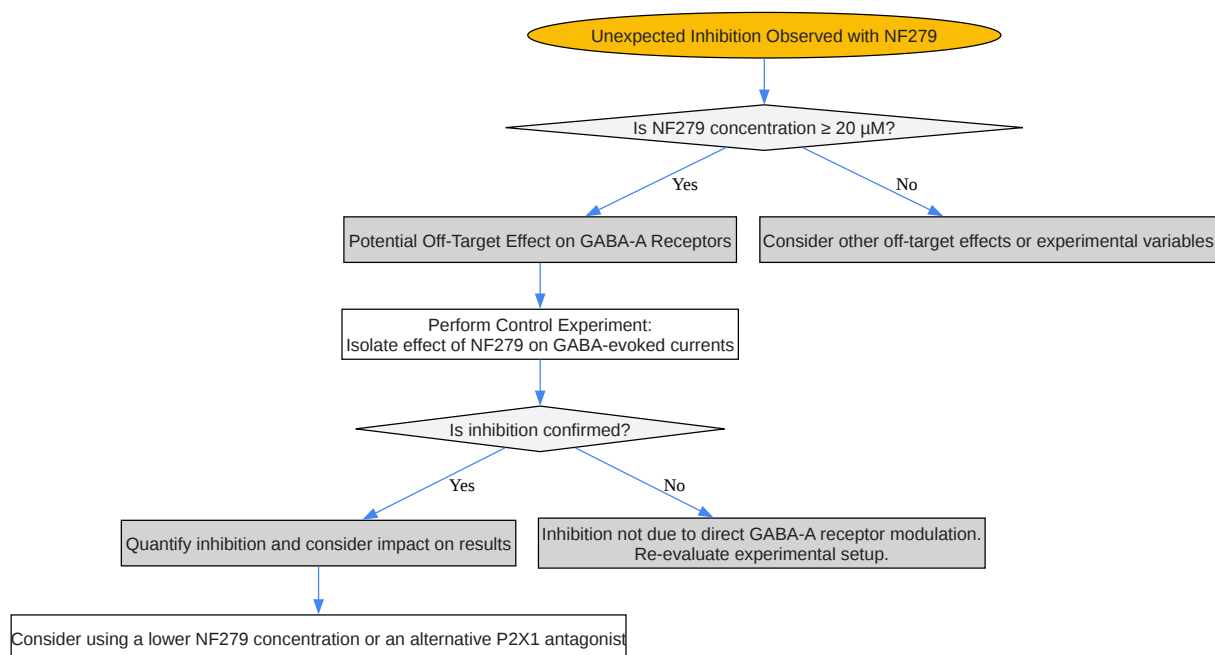 Unexpected Inhibition Observed with NF279
Is NF279 concentration ≥ 20 µM?
Yes
No
Potential Off-Target Effect on GABA-A Receptors
Consider other off-target effects or experimental variables
Perform Control Experiment:
Isolate effect of NF279 on GABA-evoked currents
Is inhibition confirmed?
Yes
No
Quantify inhibition and consider impact on results
Inhibition not due to direct GABA-A receptor modulation.
Re-evaluate experimental setup.
Consider using a lower NF279 concentration or an alternative P2X1 antagonist